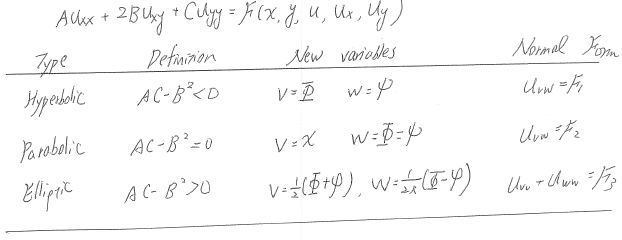 AUxx + 2BUxy + CUyy = F(x, y, u, Ux, Uy)
Type Definition New variables Normal Form
Hyperbolic AC-B²<0 V=Φ W=Ψ Uvw=F₁
Parabolic AC-B²=0 V=x W=Φ=Ψ Uvw=F₂
Elliptic AC-B²>0 V=½(Φ+Ψ), W=1/2i(Φ-Ψ) Uvv+Uww=F₃